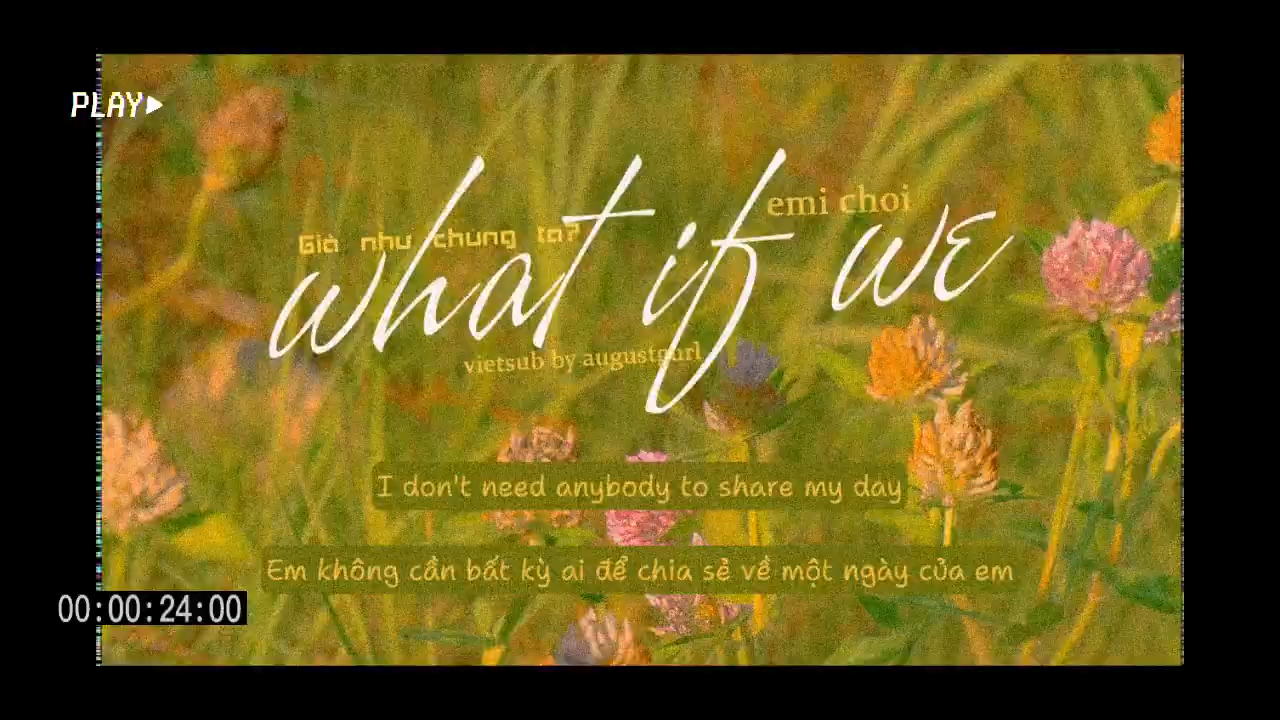 PLAY
emi choi
Giá như chúng ta?
what if we
vietsub by augustgurl
I don't need anybody to share my day
Em không cần bất kỳ ai để chia sẻ về một ngày của em
00:00:24:00